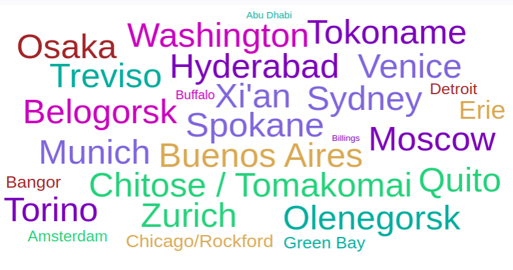 Abu Dhabi
Washington
Tokoname
Osaka
Hyderabad
Venice
Treviso
Buffalo
Xi'an
Sydney
Detroit
Belogorsk
Erie
Spokane
Billings
Moscow
Munich
Buenos Aires
Bangor
Chitose / Tomakomai
Quito
Torino
Zurich
Olenegorsk
Amsterdam
Chicago/Rockford
Green Bay